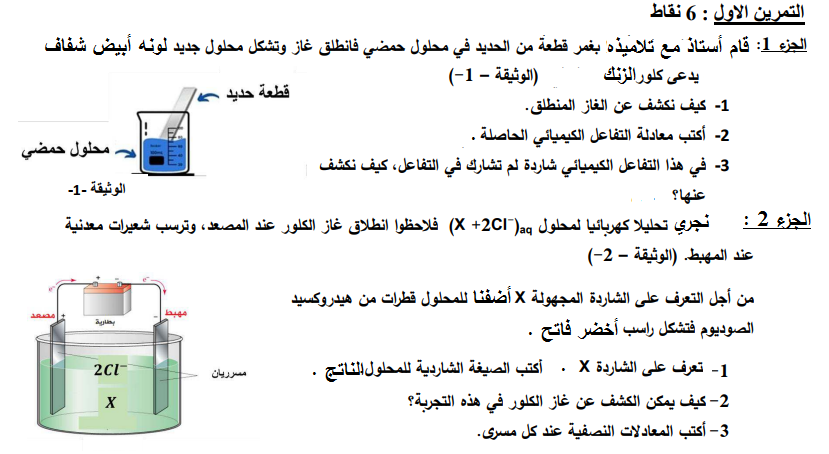 التمرين الاول : 6 نقاط
الجزء 1: قام أستاذ مع تلاميذه بغمر قطعة من الحديد في محلول حمضي فانطلق غاز وتشكل محلول جديد لونه أبيض شفاف
يدعى كلور الزنك (الوثيقة – 1–)
قطعة حديد
محلول حمضي
الوثيقة -1-
1- كيف نكشف عن الغاز المنطلق.
2- أكتب معادلة التفاعل الكيميائي الحاصلة .
3- في هذا التفاعل الكيميائي شاردة لم تشارك في التفاعل، كيف نكشف
عنها؟
الجزء 2 : نجري تحليلا كهربائيا لمحلول (X +2Cl⁻)aq فلاحظوا انطلاق غاز الكلور عند المصعد، وترسب شعيرات معدنية
عند المهبط. (الوثيقة – 2–)
من أجل التعرف على الشاردة المجهولة X أضفنا للمحلول قطرات من هيدروكسيد
الصوديوم فتشكل راسب أخضر فاتح .
1- تعرف على الشاردة X . أكتب الصيغة الشاردية للمحلول الناتج .
2- كيف يمكن الكشف عن غاز الكلور في هذه التجربة؟
3- أكتب المعادلات النصفية عند كل مسرى.
e⁻ + − e⁻
مصعد + بطارية − مهبط
2Cl⁻
X
مسريان